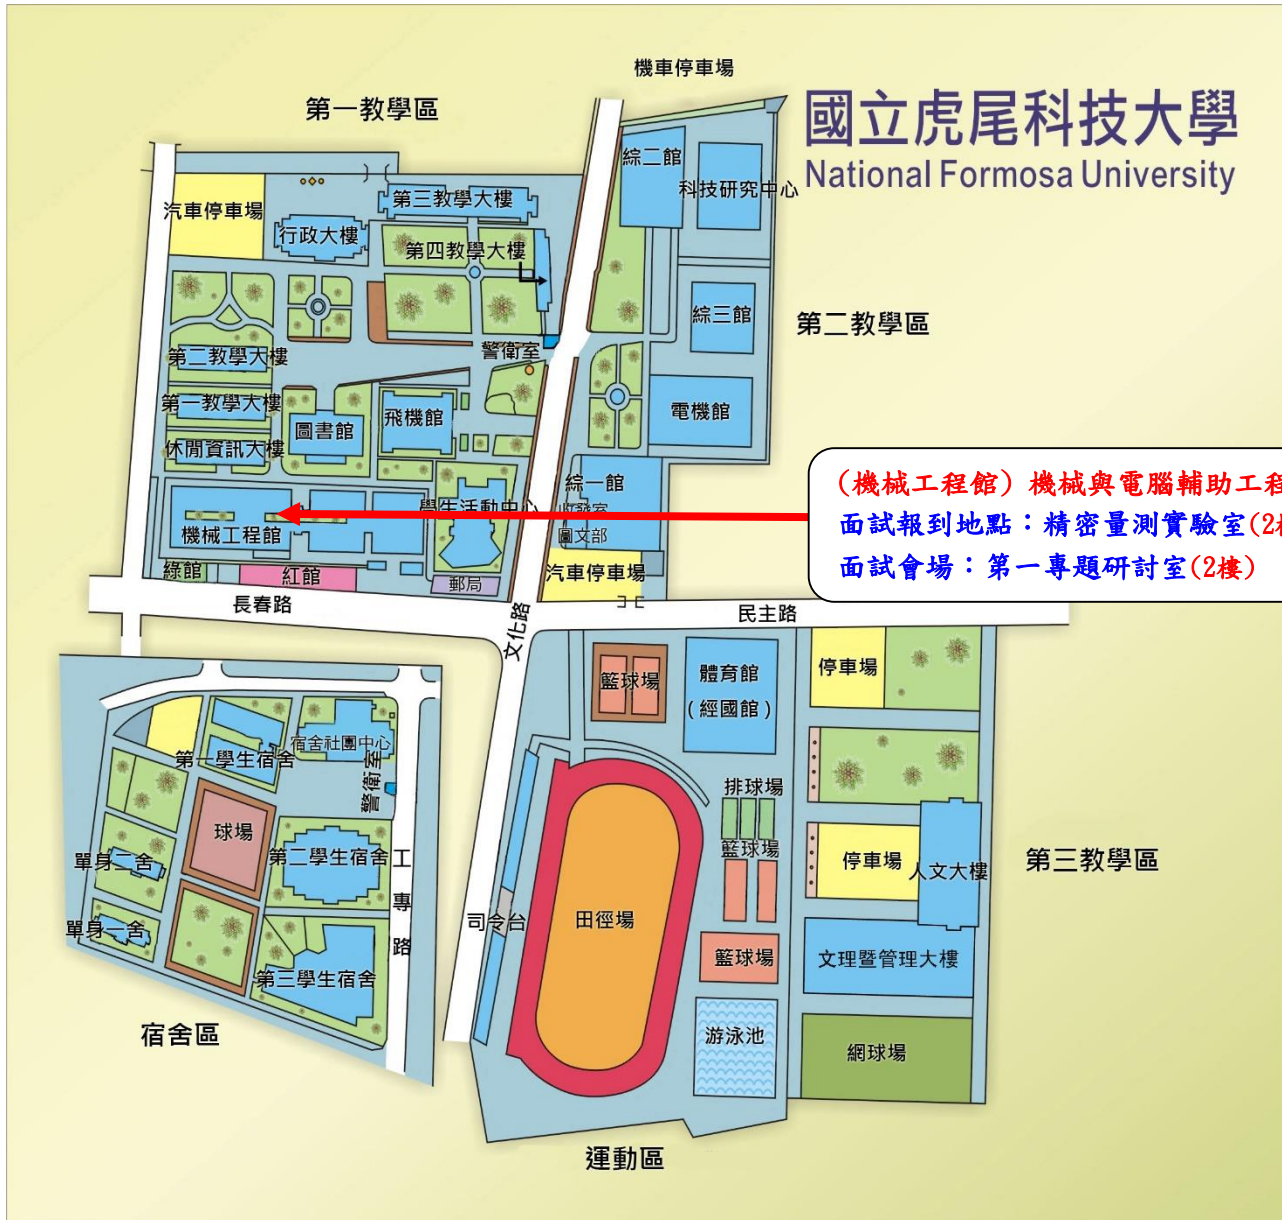 機車停車場
第一教學區
國立虎尾科技大學
National Formosa University
綜二館
科技研究中心
第三教學大樓
汽車停車場
行政大樓
第四教學大樓
綜三館
第二教學區
警衛室
第二教學大樓
第一教學大樓
飛機館
電機館
圖書館
休閒資訊大樓
綜一館
收發室
圖文部
學生活動中心
機械工程館
(機械工程館) 機械與電腦輔助工程
面試報到地點：精密量測實驗室(2
面試會場：第一專題研討室(2樓)
綠館
紅館
郵局
汽車停車場
長春路
文化路
民主路
籃球場
體育館
(經國館)
停車場
第一學生宿舍
宿舍社團中心
警衛室
排球場
球場
籃球場
停車場
人文大樓
第三教學區
單身二舍
第二學生宿舍
工專路
單身一舍
司令台
田徑場
籃球場
文理暨管理大樓
第三學生宿舍
宿舍區
游泳池
網球場
運動區